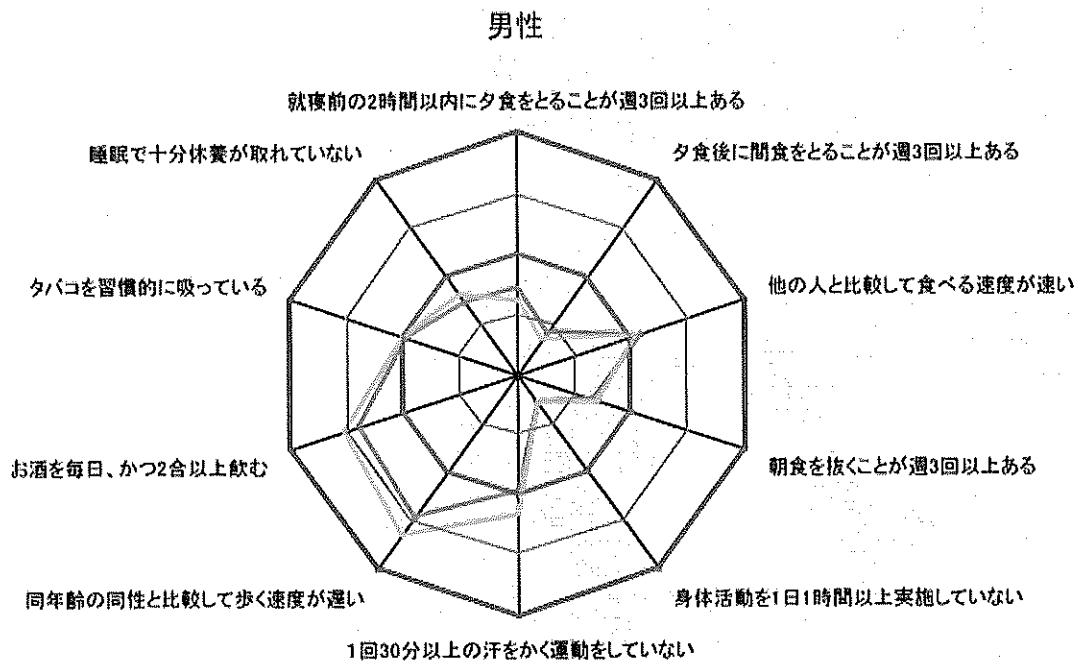 男性
就寝前の2時間以内に夕食をとることが週3回以上ある
睡眠で十分休養が取れていない
夕食後に間食をとることが週3回以上ある
タバコを習慣的に吸っている
他の人と比較して食べる速度が速い
お酒を毎日、かつ2合以上飲む
朝食を抜くことが週3回以上ある
同年齢の同性と比較して歩く速度が遅い
身体活動を1日1時間以上実施していない
1回30分以上の汗をかく運動をしていない